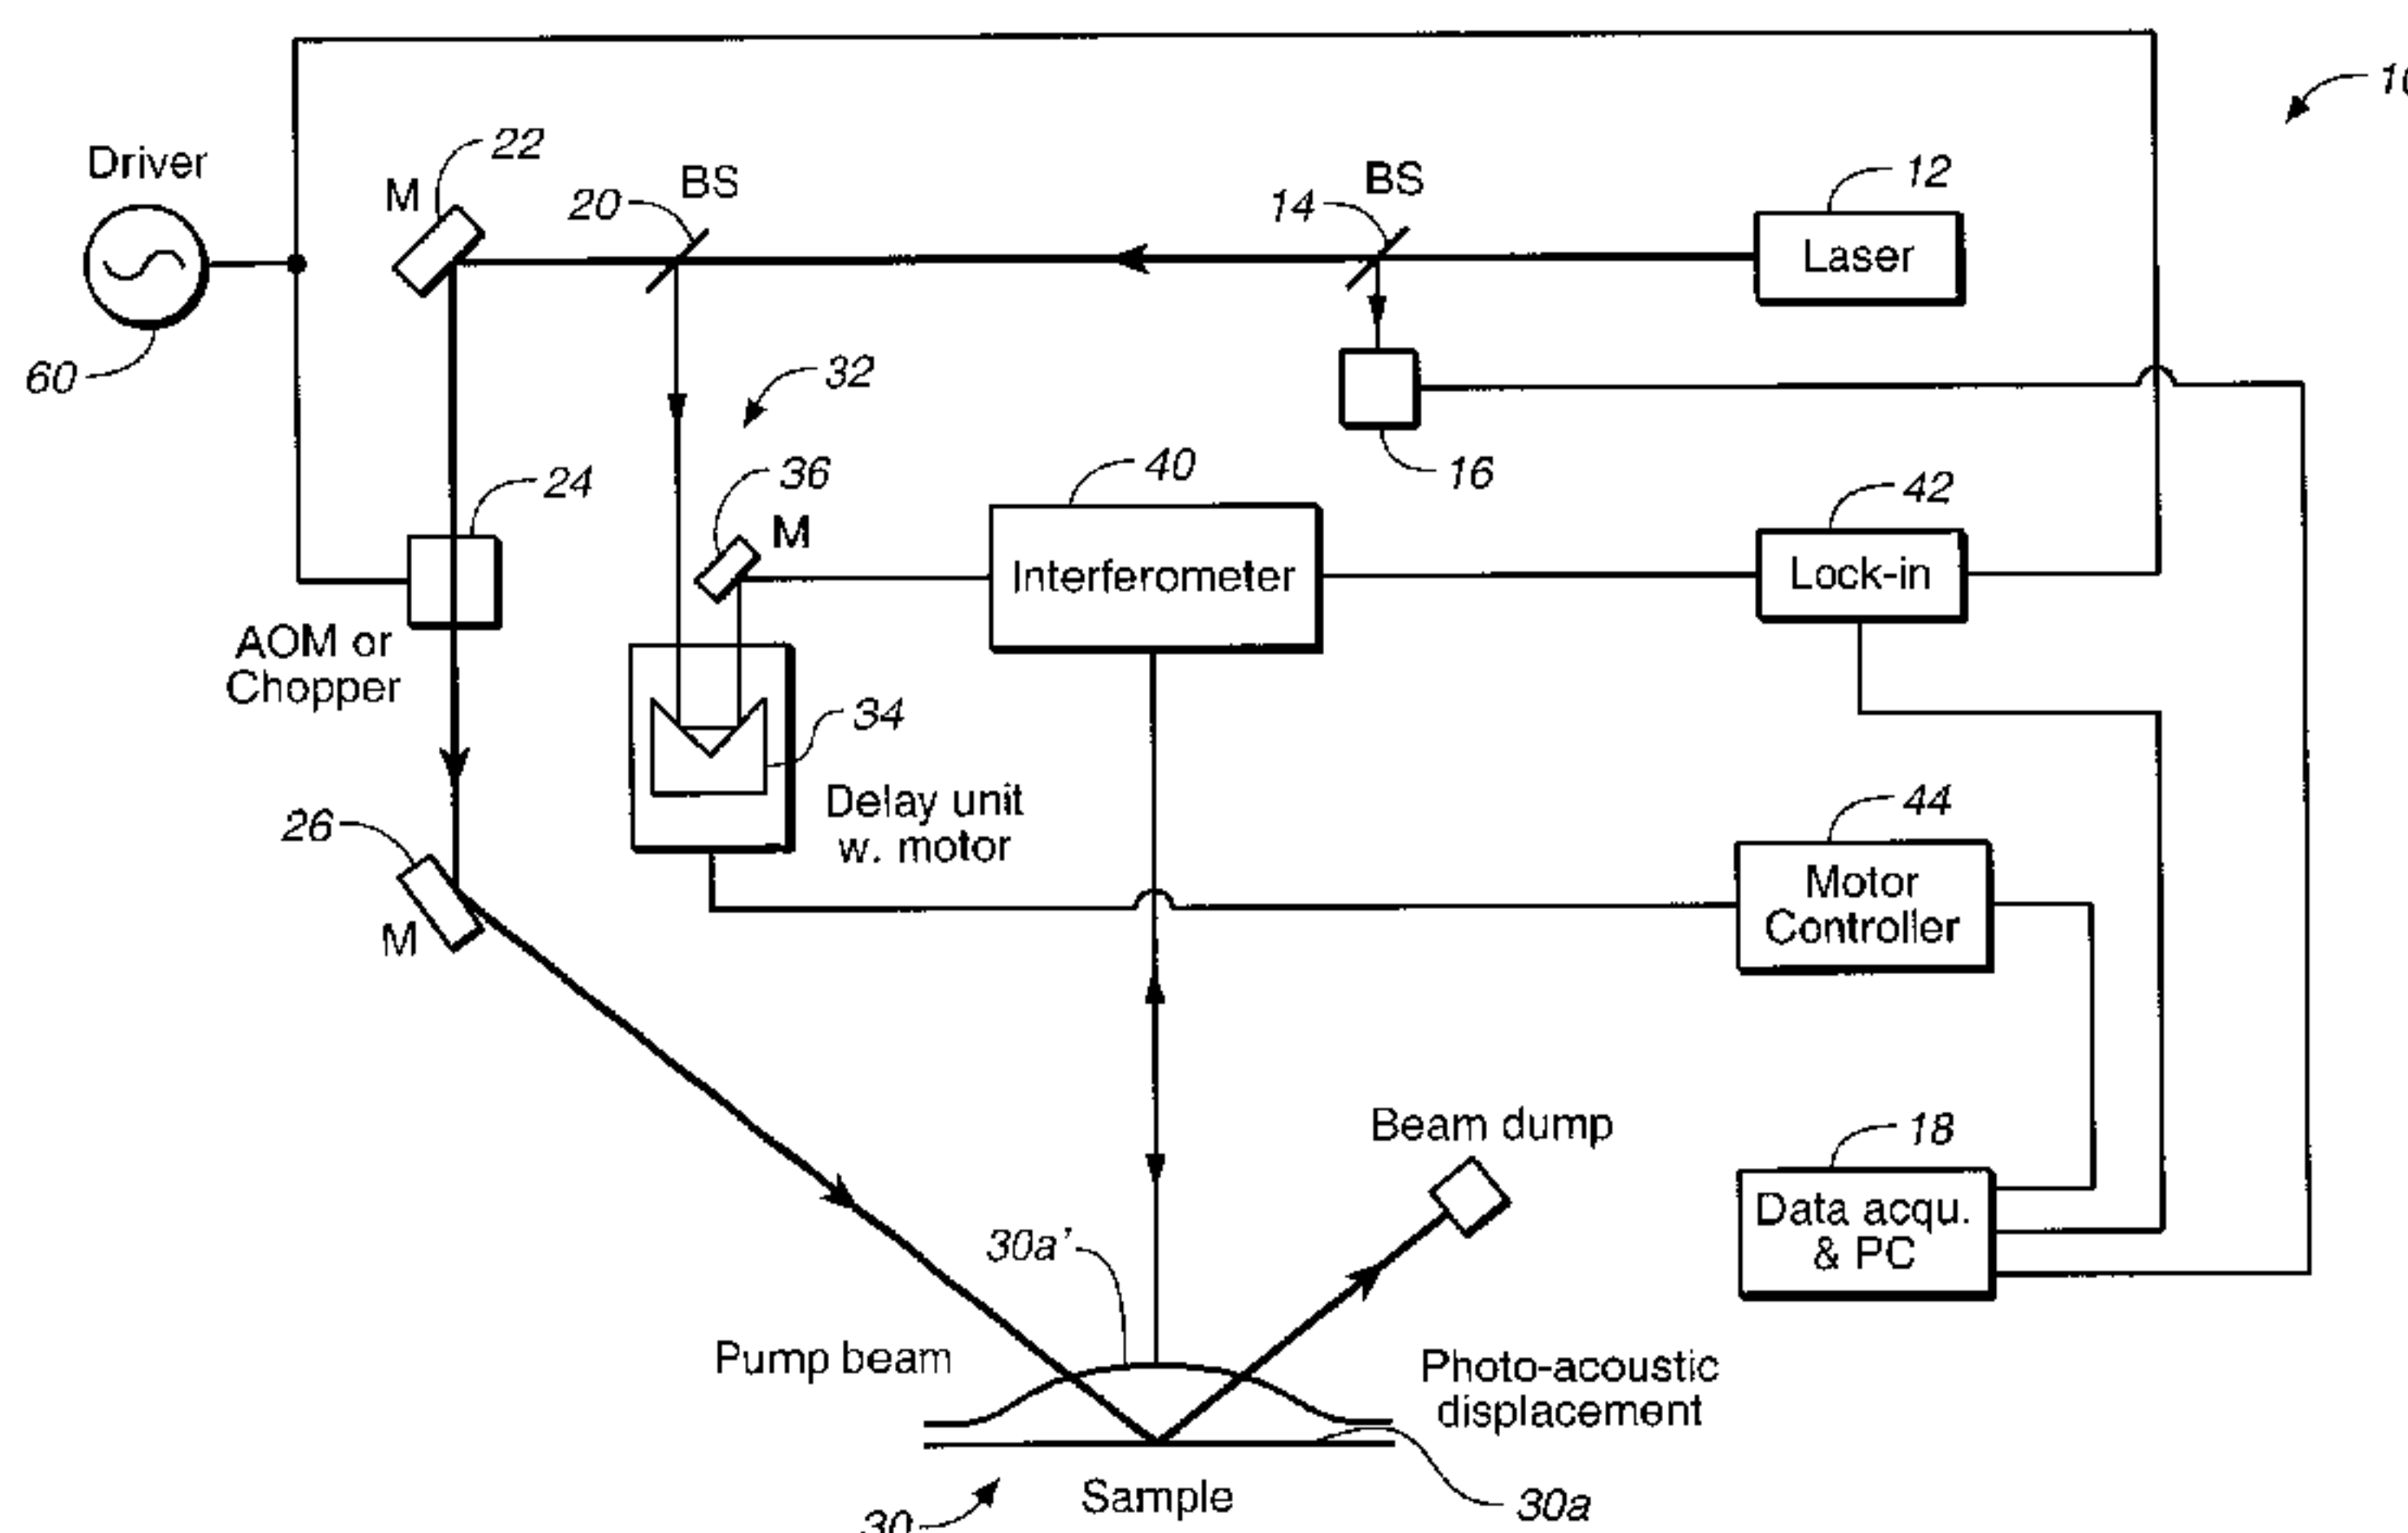 10
22
Driver
M
20
BS
14
BS
12
Laser
60
32
16
24
36
M
40
Interferometer
42
Lock-in
AOM or
Chopper
34
Delay unit
w. motor
44
Motor
Controller
26
M
Beam dump
18
Data acqu.
& PC
30a'
Pump beam
Photo-acoustic
displacement
Sample
30
30a